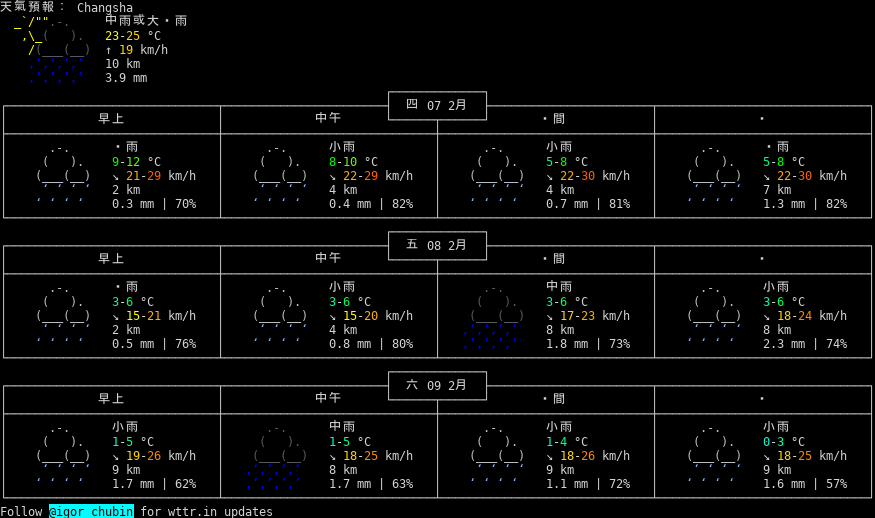 天氣預報： Changsha
中雨或大・雨
23-25 °C
↑ 19 km/h
10 km
3.9 mm
四 07 2月
早上 中午 ・間 ・
・雨 小雨 小雨 ・雨
9-12 °C 8-10 °C 5-8 °C 5-8 °C
↘ 21-29 km/h ↘ 22-29 km/h ↘ 22-30 km/h ↘ 22-30 km/h
2 km 4 km 4 km 7 km
0.3 mm | 70% 0.4 mm | 82% 0.7 mm | 81% 1.3 mm | 82%
五 08 2月
早上 中午 ・間 ・
・雨 小雨 中雨 小雨
3-6 °C 3-6 °C 3-6 °C 3-6 °C
↘ 15-21 km/h ↘ 15-20 km/h ↘ 17-23 km/h ↘ 18-24 km/h
2 km 4 km 8 km 8 km
0.5 mm | 76% 0.8 mm | 80% 1.8 mm | 73% 2.3 mm | 74%
六 09 2月
早上 中午 ・間 ・
小雨 中雨 小雨 小雨
1-5 °C 1-5 °C 1-4 °C 0-3 °C
↘ 19-26 km/h ↘ 18-25 km/h ↘ 18-26 km/h ↘ 18-25 km/h
9 km 8 km 9 km 9 km
1.7 mm | 62% 1.7 mm | 63% 1.1 mm | 72% 1.6 mm | 57%
Follow @igor_chubin for wttr.in updates